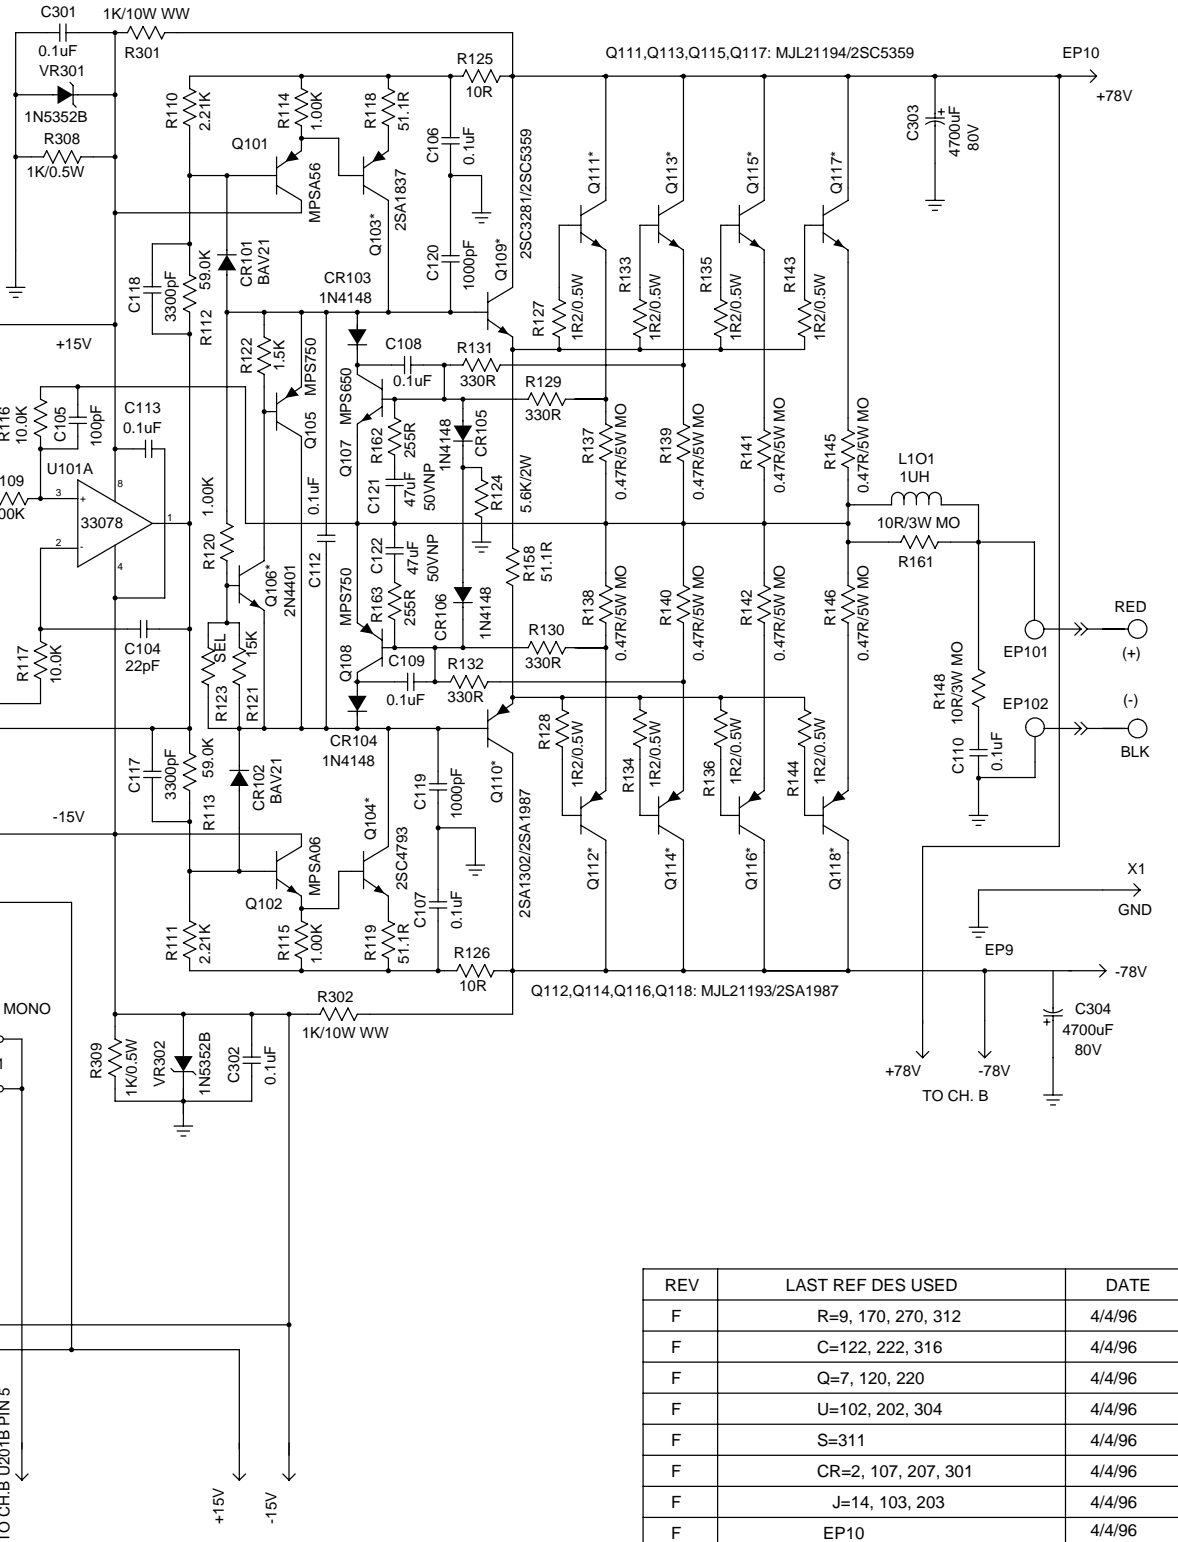 C301
1K/10W WW
0.1uF
R301
VR301
1N5352B
R308
1K/0.5W
R110
2.21K
R114
1.00K
R118
51.1R
R125
10R
Q111,Q113,Q115,Q117: MJL21194/2SC5359
EP10
+78V
C303
4700uF
80V
Q101
MPSA56
Q103*
2SA1837
C106
0.1uF
2SC3281/2SC5359
Q111*
Q113*
Q115*
Q117*
C118
3300pF
59.0K
R112
CR101
BAV21
CR103
1N4148
C120
1000pF
Q109*
R127
1R2/0.5W
R133
1R2/0.5W
R135
1R2/0.5W
R143
1R2/0.5W
+15V
R122
1.5K
MPS750
Q105
MPS650
Q107
C108
0.1uF
R131
330R
R129
330R
R116
10.0K
C105
100pF
C113
0.1uF
R162
255R
1N4148
CR105
R137
0.47R/5W MO
R139
0.47R/5W MO
R141
0.47R/5W MO
R145
0.47R/5W MO
L1O1
1UH
10R/3W MO
R161
109
00K
U101A
33078
3
+
2
-
8
4
1
1.00K
R120
0.1uF
C112
C121
47uF
50VNP
R124
5.6K/2W
C122
47uF
50VNP
R158
51.1R
Q106*
2N4401
MPS750
Q108
R163
255R
CR106
1N4148
R138
0.47R/5W MO
R140
0.47R/5W MO
R142
0.47R/5W MO
R146
0.47R/5W MO
RED
(+)
EP101
R117
10.0K
C104
22pF
SEL
R123
15K
R121
C109
0.1uF
R132
330R
R130
330R
R148
10R/3W MO
EP102
(-)
BLK
C110
0.1uF
CR104
1N4148
R128
1R2/0.5W
R134
1R2/0.5W
R136
1R2/0.5W
R144
1R2/0.5W
C117
3300pF
59.0K
R113
CR102
BAV21
C119
1000pF
Q110*
2SA1302/2SA1987
-15V
Q104*
2SC4793
MPSA06
Q102
Q112*
Q114*
Q116*
Q118*
X1
GND
R111
2.21K
R115
1.00K
R119
51.1R
C107
0.1uF
R126
10R
EP9
-78V
Q112,Q114,Q116,Q118: MJL21193/2SA1987
MONO
R302
1K/10W WW
C304
4700uF
80V
R309
1K/0.5W
VR302
1N5352B
C302
0.1uF
+78V
-78V
TO CH. B
TO CH.B U201B PIN 5
+15V
-15V
REV LAST REF DES USED DATE
F R=9, 170, 270, 312 4/4/96
F C=122, 222, 316 4/4/96
F Q=7, 120, 220 4/4/96
F U=102, 202, 304 4/4/96
F S=311 4/4/96
F CR=2, 107, 207, 301 4/4/96
F J=14, 103, 203 4/4/96
F EP10 4/4/96